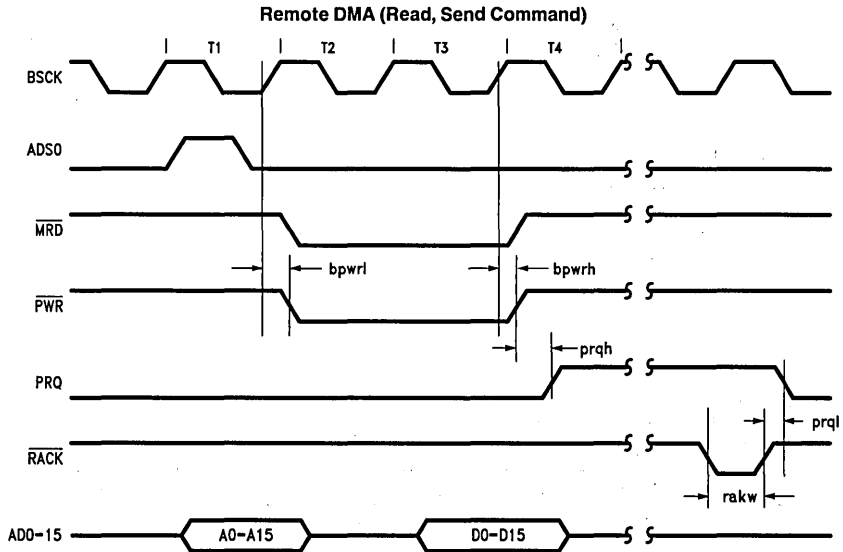 Remote DMA (Read, Send Command)
T1 T2 T3 T4
BSCK
ADS0
MRD
bpwrl bpwrh
PWR
prqh
PRQ
prql
RACK
rakw
AD0-15 A0-A15 D0-D15